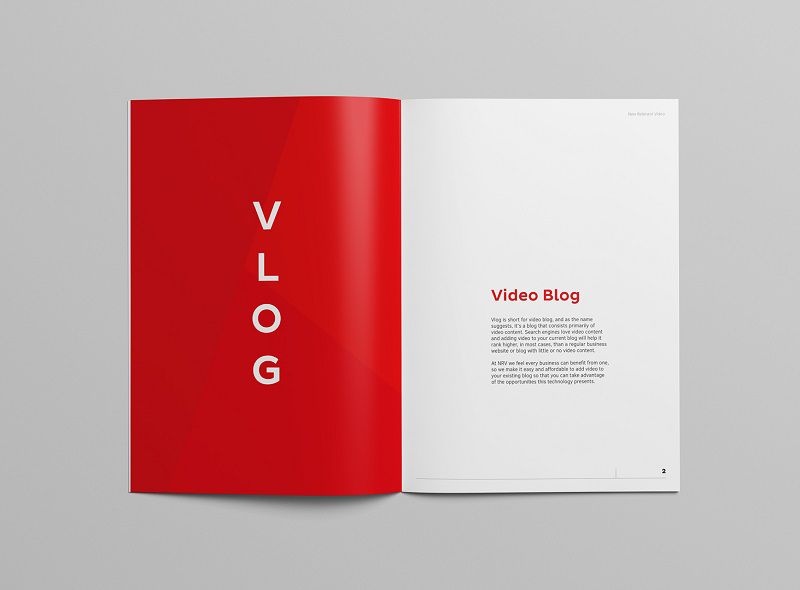 V
L
O
G
New Relevant Video
Video Blog
Vlog is short for video blog, and as the name
suggests, it's a blog that consists primarily of
video content. Search engines love video content
and adding video to your current blog will help it
rank higher, in most cases, than a regular business
website or blog with little or no video content.
At NRV we feel every business can benefit from one,
so we make it easy and affordable to add video to
your existing blog so that you can take advantage
of the opportunities this technology presents.
2